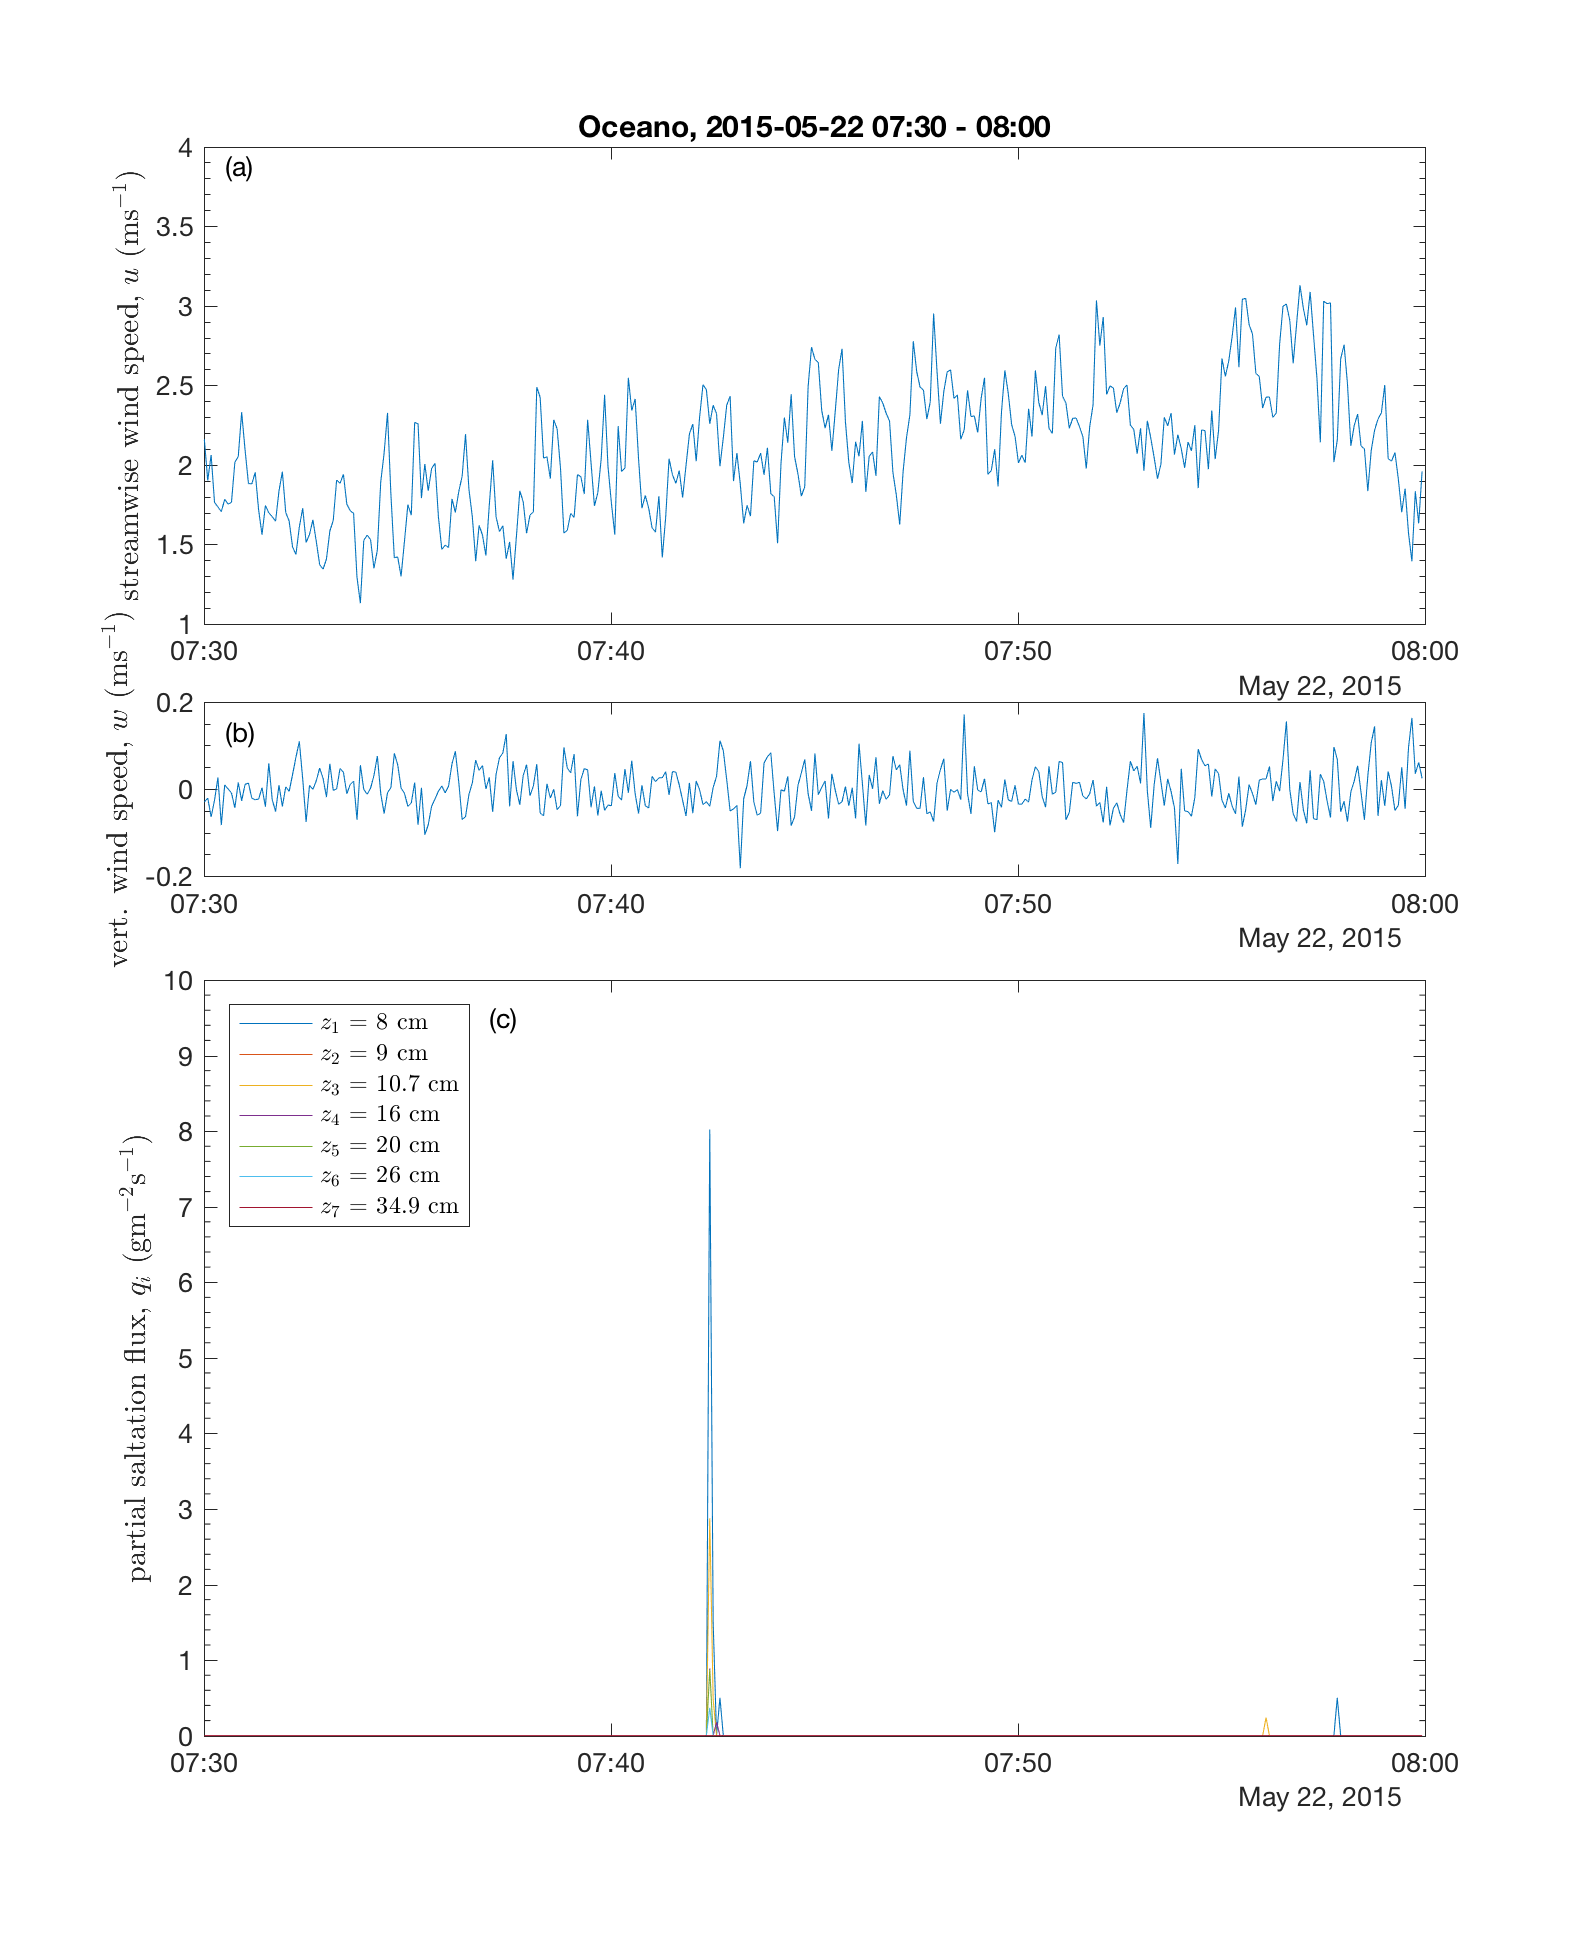 Oceano, 2015-05-22 07:30 - 08:00
(a)
streamwise wind speed, u (ms⁻¹)
4
3.5
3
2.5
2
1.5
1
07:30 07:40 07:50 08:00
May 22, 2015
(b)
vert. wind speed, w (ms⁻¹)
0.2
0
-0.2
07:30 07:40 07:50 08:00
May 22, 2015
(c)
partial saltation flux, qᵢ (gm⁻²s⁻¹)
10
9
8
7
6
5
4
3
2
1
0
z₁ = 8 cm
z₂ = 9 cm
z₃ = 10.7 cm
z₄ = 16 cm
z₅ = 20 cm
z₆ = 26 cm
z₇ = 34.9 cm
07:30 07:40 07:50 08:00
May 22, 2015